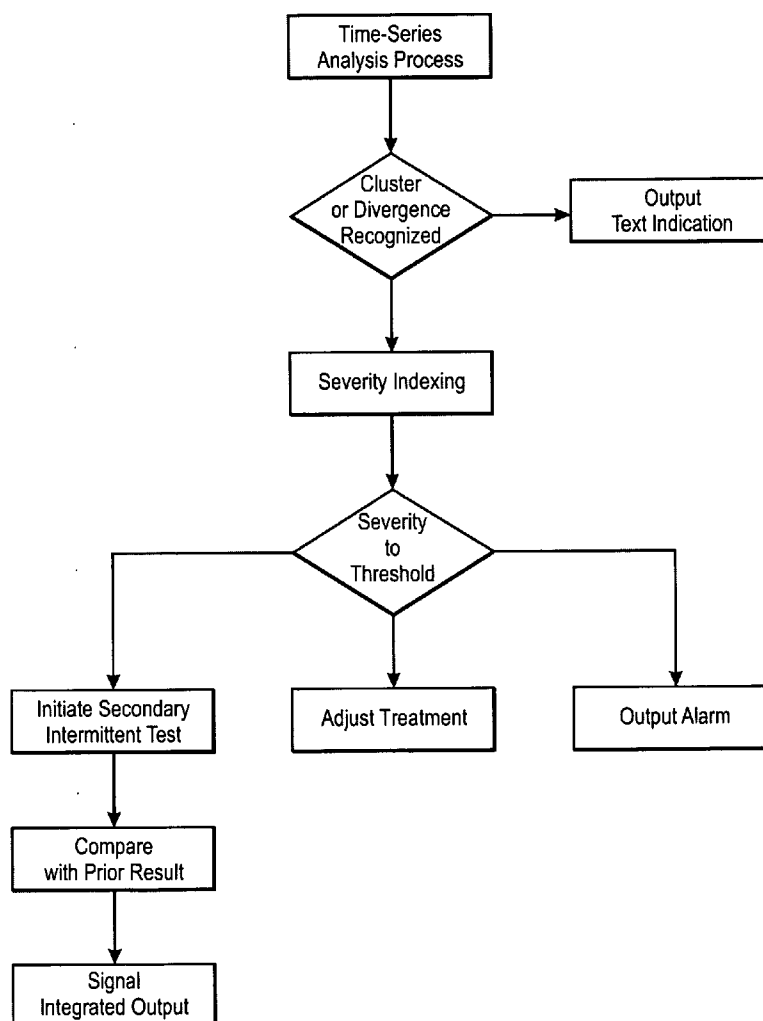 Time-Series
Analysis Process
Cluster
or Divergence
Recognized
Output
Text Indication
Severity Indexing
Severity
to
Threshold
Initiate Secondary
Intermittent Test
Adjust Treatment
Output Alarm
Compare
with Prior Result
Signal
Integrated Output